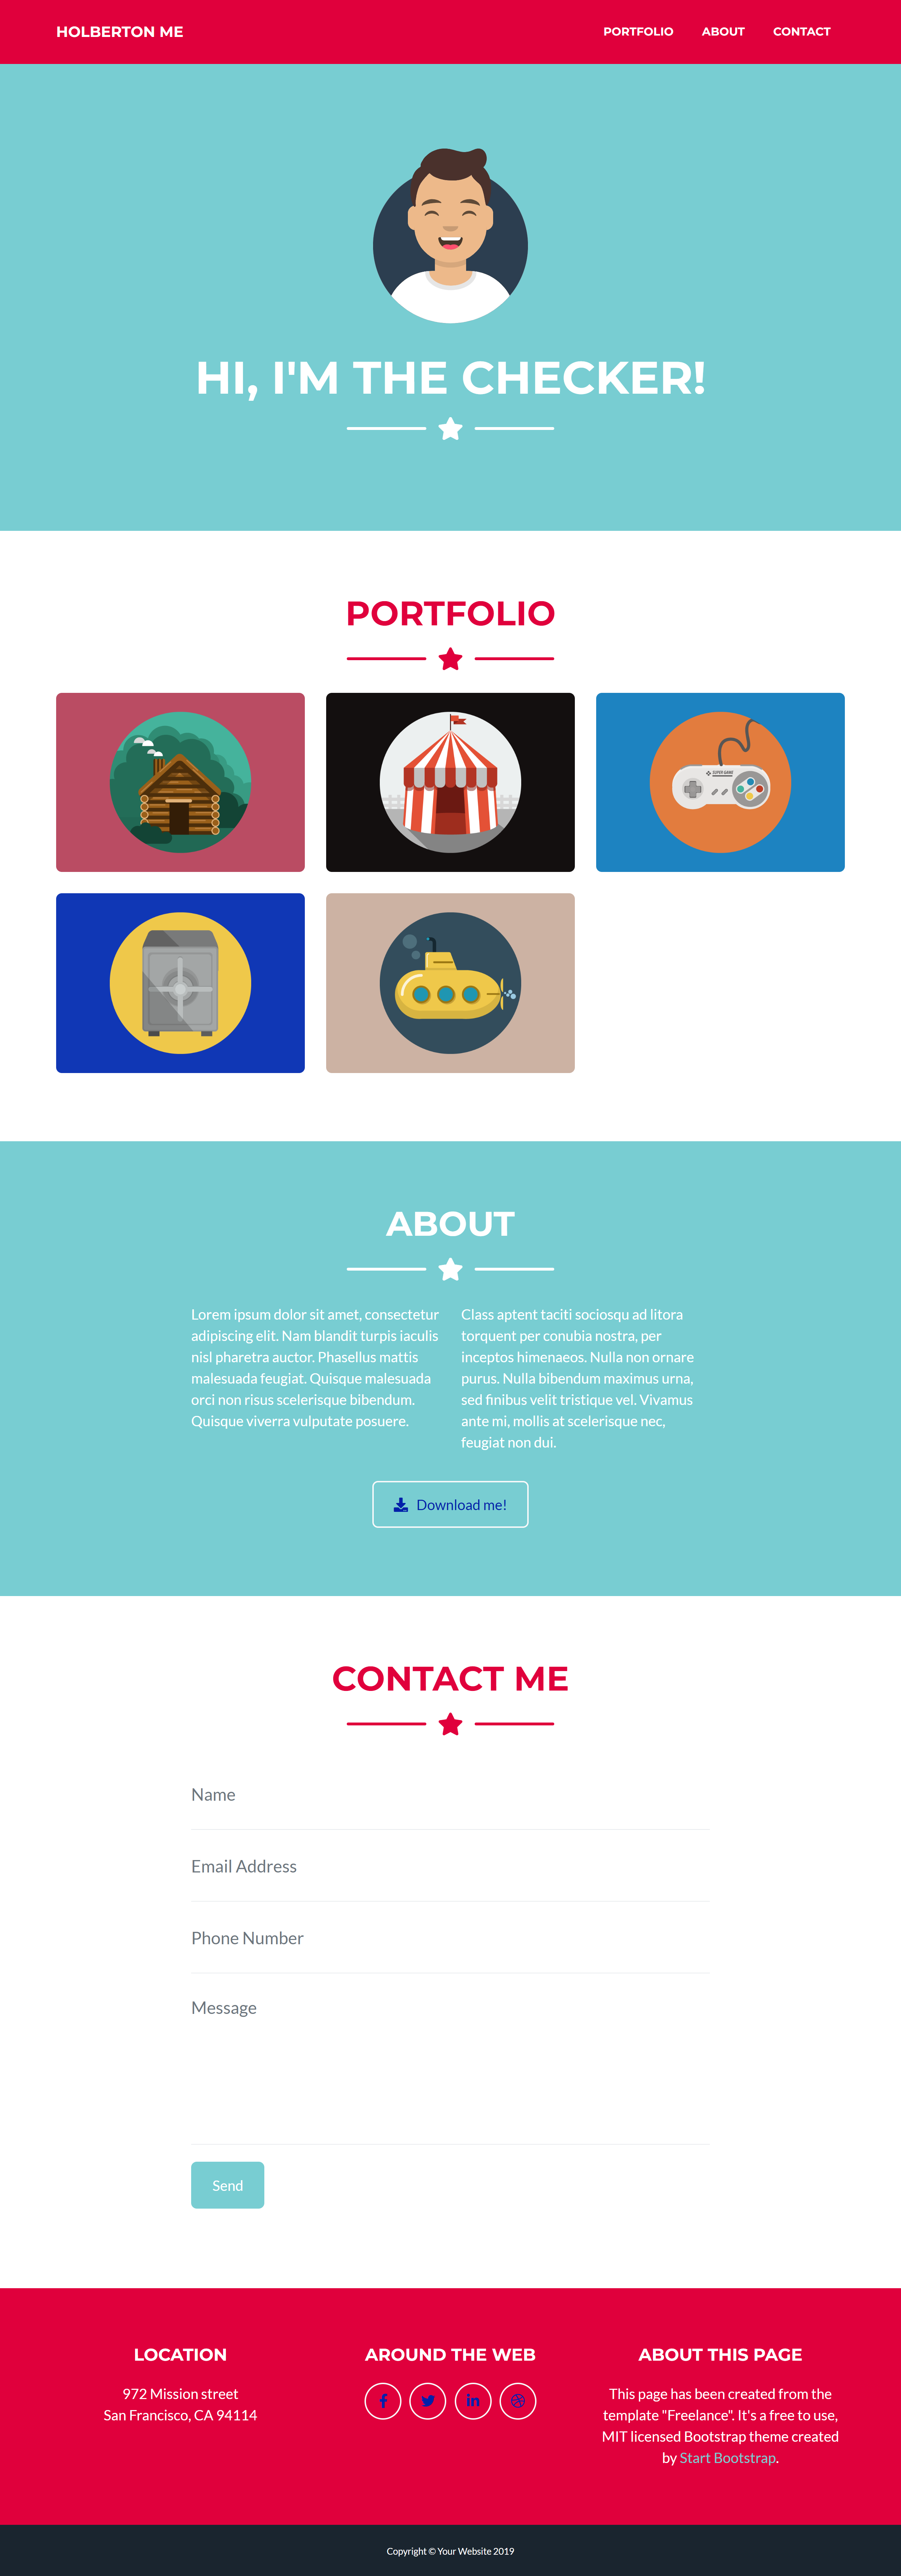 HOLBERTON ME
PORTFOLIO
ABOUT
CONTACT
HI, I'M THE CHECKER!
PORTFOLIO
SUPER GAME
ABOUT
Lorem ipsum dolor sit amet, consectetur
adipiscing elit. Nam blandit turpis iaculis
nisl pharetra auctor. Phasellus mattis
malesuada feugiat. Quisque malesuada
orci non risus scelerisque bibendum.
Quisque viverra vulputate posuere.
Class aptent taciti sociosqu ad litora
torquent per conubia nostra, per
inceptos himenaeos. Nulla non ornare
purus. Nulla bibendum maximus urna,
sed finibus velit tristique vel. Vivamus
ante mi, mollis at scelerisque nec,
feugiat non dui.
Download me!
CONTACT ME
Name
Email Address
Phone Number
Message
Send
LOCATION
972 Mission street
San Francisco, CA 94114
AROUND THE WEB
ABOUT THIS PAGE
This page has been created from the
template "Freelance". It's a free to use,
MIT licensed Bootstrap theme created
by Start Bootstrap.
Copyright © Your Website 2019